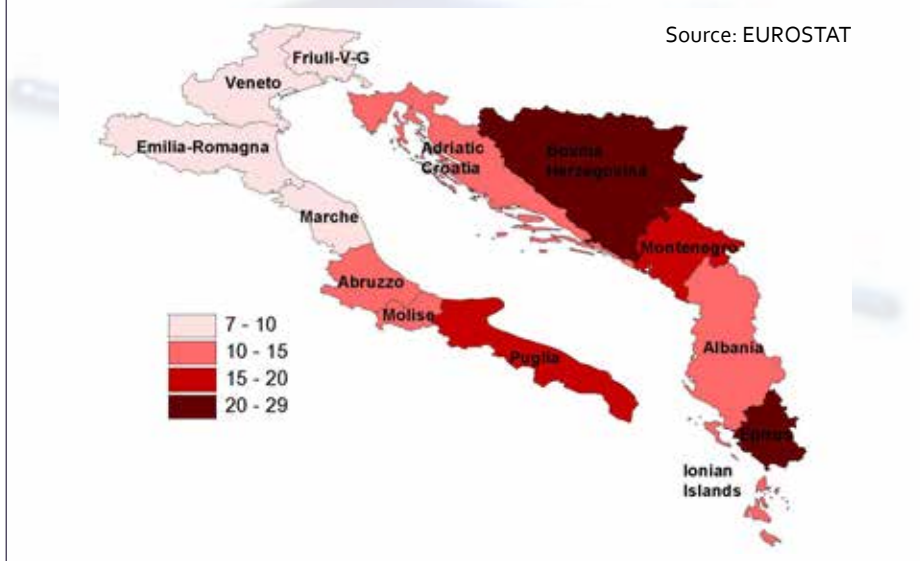 Source: EUROSTAT
Friuli-V-G
Veneto
Emilia-Romagna
Adriatic
Croatia
Bosnia
Herzegovina
Marche
Montenegro
Abruzzo
Molise
7 - 10
10 - 15
15 - 20
20 - 29
Puglia
Albania
Epirus
Ionian
Islands